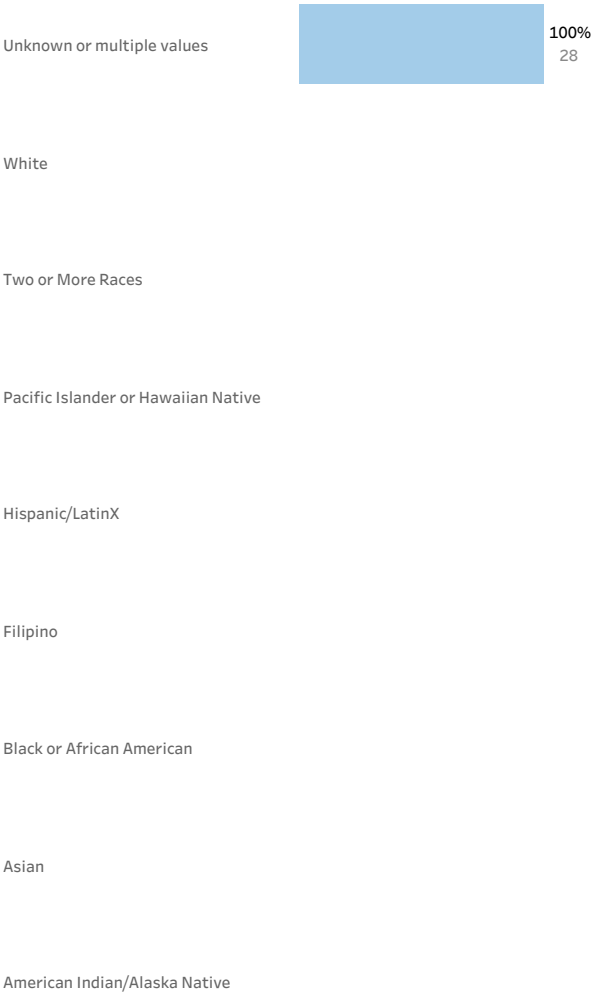 Unknown or multiple values
100%
28
White
Two or More Races
Pacific Islander or Hawaiian Native
Hispanic/LatinX
Filipino
Black or African American
Asian
American Indian/Alaska Native